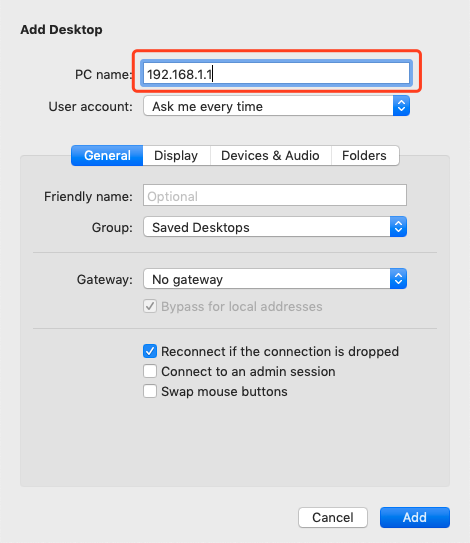 Add Desktop
PC name: 192.168.1.1
User account: Ask me every time
General Display Devices & Audio Folders
Friendly name: Optional
Group: Saved Desktops
Gateway: No gateway
Bypass for local addresses
Reconnect if the connection is dropped
Connect to an admin session
Swap mouse buttons
Cancel Add